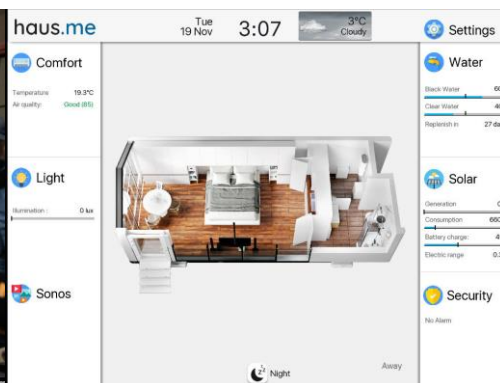 haus.me
Tue
19 Nov
3:07
3°C
Cloudy
Settings
Comfort
Temperature 19.3°C
Air quality: Good (85)
Light
Illumination : 0 lux
Sonos
Water
Black Water
Clear Water
Replenish in 27
Solar
Generation
Consumption
Battery charge:
Electric range
Security
No Alarm
Night
Away